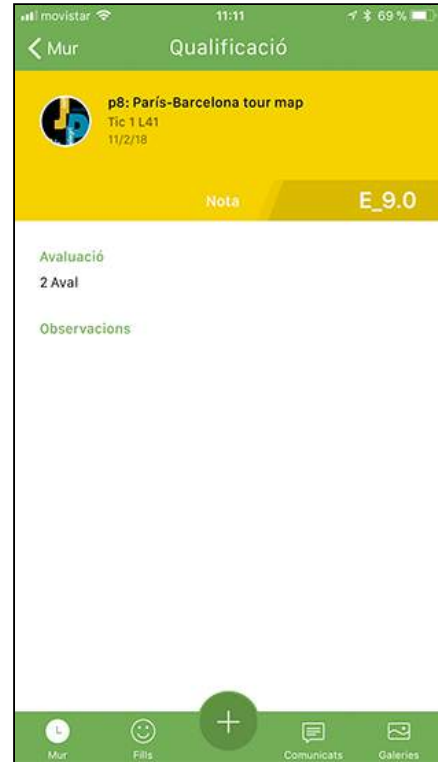 movistar 11:11 69 %
Mur Qualificació
p8: París-Barcelona tour map
Tic 1 L41
11/2/18
Nota E_9.0
Avaluació
2 Aval
Observacions
Mur Fills Comunicats Galeries